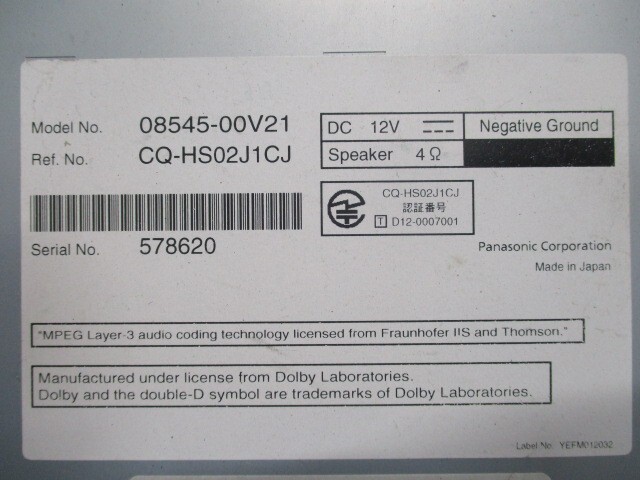 Model No. 08545-00V21
Ref. No. CQ-HS02J1CJ
DC 12V
Negative Ground
Speaker 4Ω
CQ-HS02J1CJ
認証番号
T D12-0007001
Serial No. 578620
Panasonic Corporation
Made in Japan
"MPEG Layer-3 audio coding technology licensed from Fraunhofer IIS and Thomson."
Manufactured under license from Dolby Laboratories.
Dolby and the double-D symbol are trademarks of Dolby Laboratories.
Label No. YEFM012032